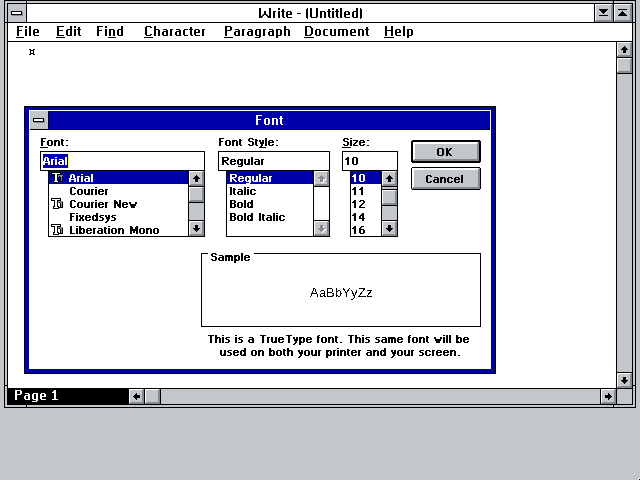 Write - (Untitled)
File Edit Find Character Paragraph Document Help
¤
Font
Font: Font Style: Size:
Arial Regular 10 OK
Arial Regular 10 Cancel
Courier Italic 11
Courier New Bold 12
Fixedsys Bold Italic 14
Liberation Mono 16
Sample
AaBbYyZz
This is a TrueType font. This same font will be
used on both your printer and your screen.
Page 1